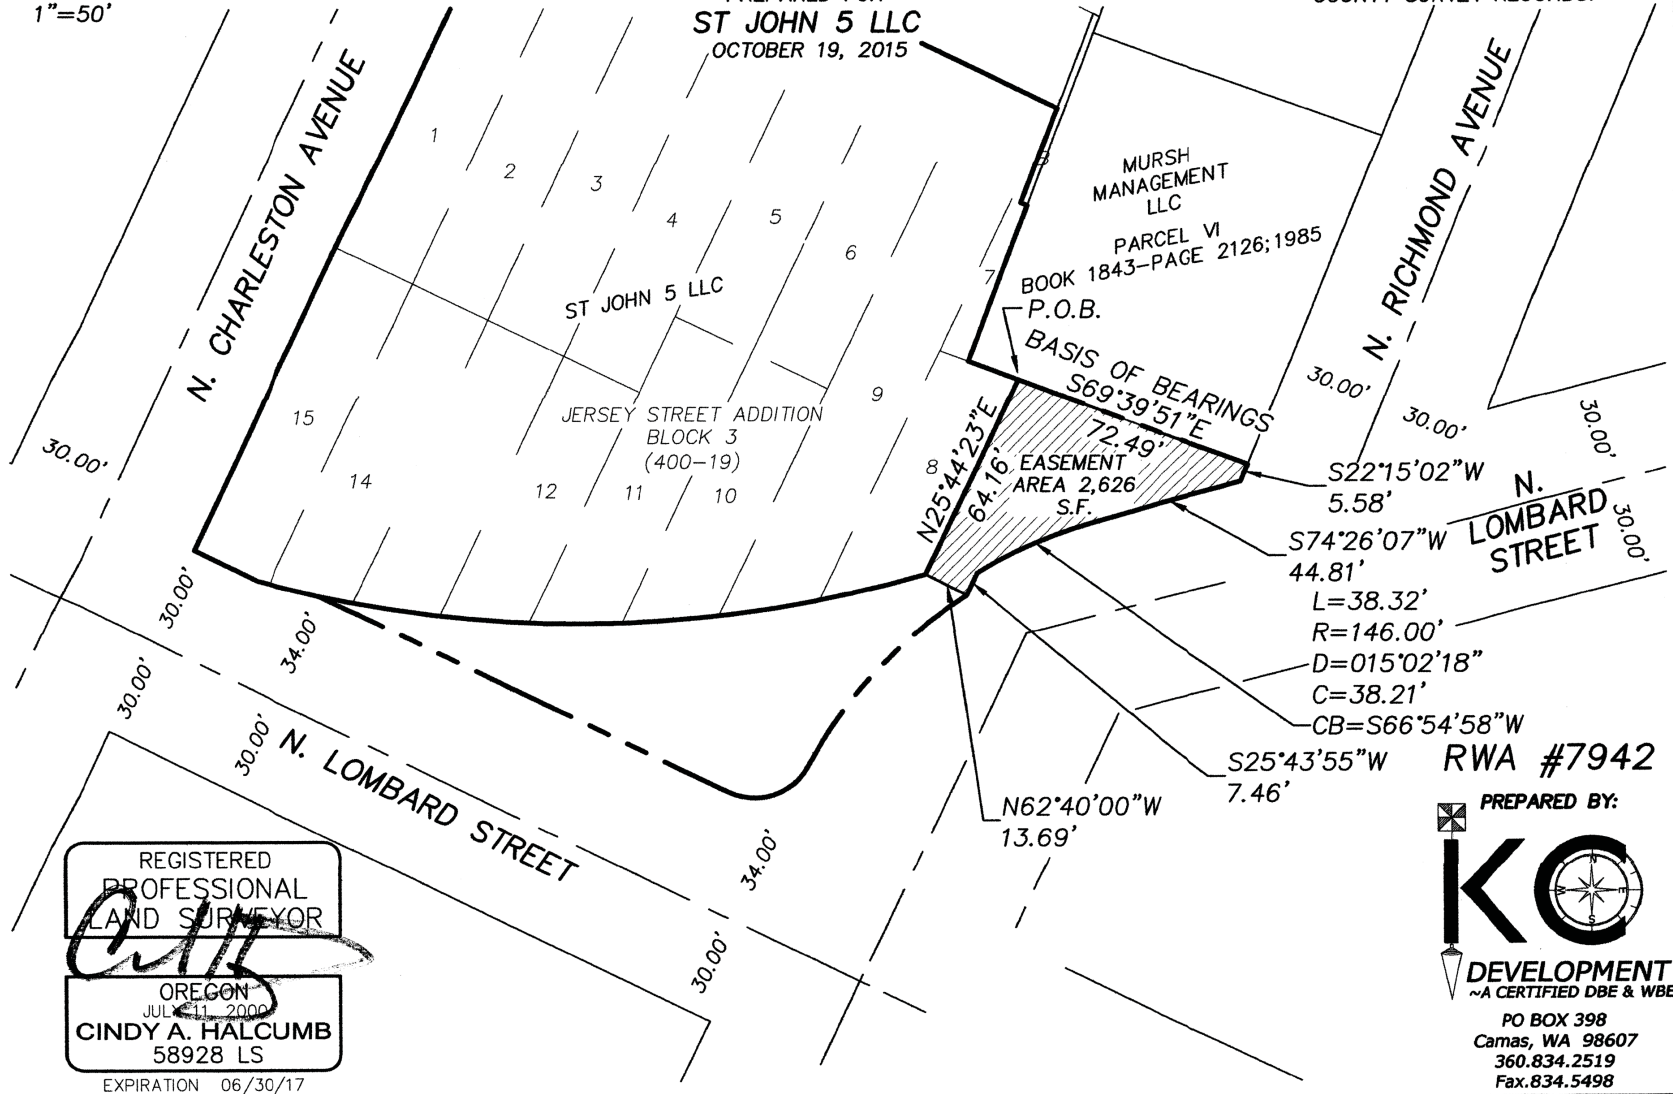 1"=50'
ST JOHN 5 LLC
OCTOBER 19, 2015
N. CHARLESTON AVENUE
1
2
3
4
5
6
7
8
ST JOHN 5 LLC
JERSEY STREET ADDITION
BLOCK 3
(400-19)
15
14
12
11
10
9
8
MURSH
MANAGEMENT
LLC
PARCEL VI
BOOK 1843-PAGE 2126;1985
P.O.B.
BASIS OF BEARINGS
S69°39'51"E
72.49'
N25°44'23"E
64.16'
EASEMENT
AREA 2,626
S.F.
N. RICHMOND AVENUE
30.00'
30.00'
30.00'
30.00'
N.
LOMBARD
STREET
S22°15'02"W
5.58'
S74°26'07"W
44.81'
L=38.32'
R=146.00'
D=015°02'18"
C=38.21'
CB=S66°54'58"W
S25°43'55"W
7.46'
N62°40'00"W
13.69'
30.00'
30.00'
34.00'
30.00'
30.00'
N. LOMBARD STREET
34.00'
30.00'
REGISTERED
PROFESSIONAL
LAND SURVEYOR
OREGON
JULY 11, 2000
CINDY A. HALCUMB
58928 LS
EXPIRATION 06/30/17
RWA #7942
PREPARED BY:
KC
N
E
S
W
DEVELOPMENT
~A CERTIFIED DBE & WBE
PO BOX 398
Camas, WA 98607
360.834.2519
Fax.834.5498